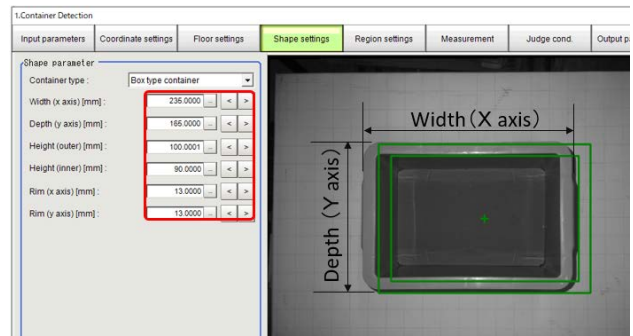 1.Container Detection
Input parameters Coordinate settings Floor settings Shape settings Region settings Measurement Judge cond. Output pa
Shape parameter
Container type : Box type container
Width (x axis) [mm] : 235.0000 ... < >
Depth (y axis) [mm] : 165.0000 ... < >
Height (outer) [mm] : 100.0001 ... < >
Height (inner) [mm] : 90.0000 ... < >
Rim (x axis) [mm] : 13.0000 ... < >
Rim (y axis) [mm] : 13.0000 ... < >
Width (X axis)
Depth (Y axis)